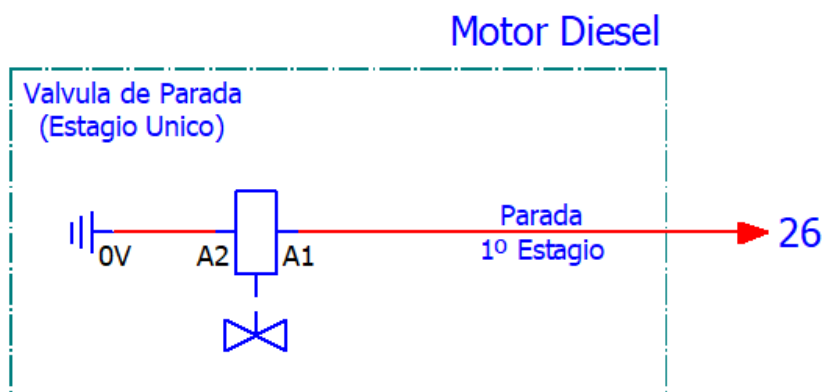 Motor Diesel
Valvula de Parada
(Estagio Unico)
Parada
1º Estagio
26
0V
A2
A1